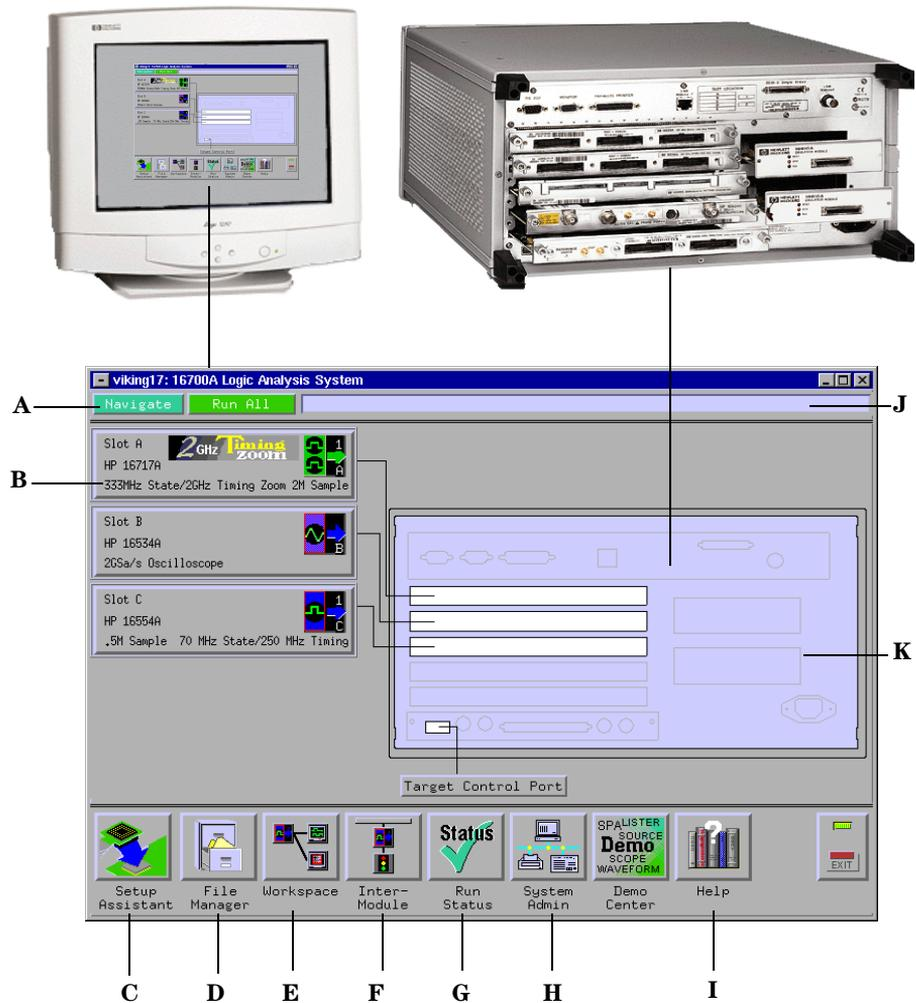 HEWLETT PACKARD
viking17: 16700A Logic Analysis System
A
Navigate
Run All
J
Slot A
2GHz Timing ZOOM
1
A
HP 16717A
B
333MHz State/2GHz Timing Zoom 2M Sample
Slot B
B
HP 16534A
2GSa/s Oscilloscope
Slot C
1
C
HP 16554A
.5M Sample 70 MHz State/250 MHz Timing
K
Target Control Port
Status
SPA LISTER
SOURCE
Demo
SCOPE
WAVEFORM
?
EXIT
Setup Assistant
File Manager
Workspace
Inter-Module
Run Status
System Admin
Demo Center
Help
C
D
E
F
G
H
I